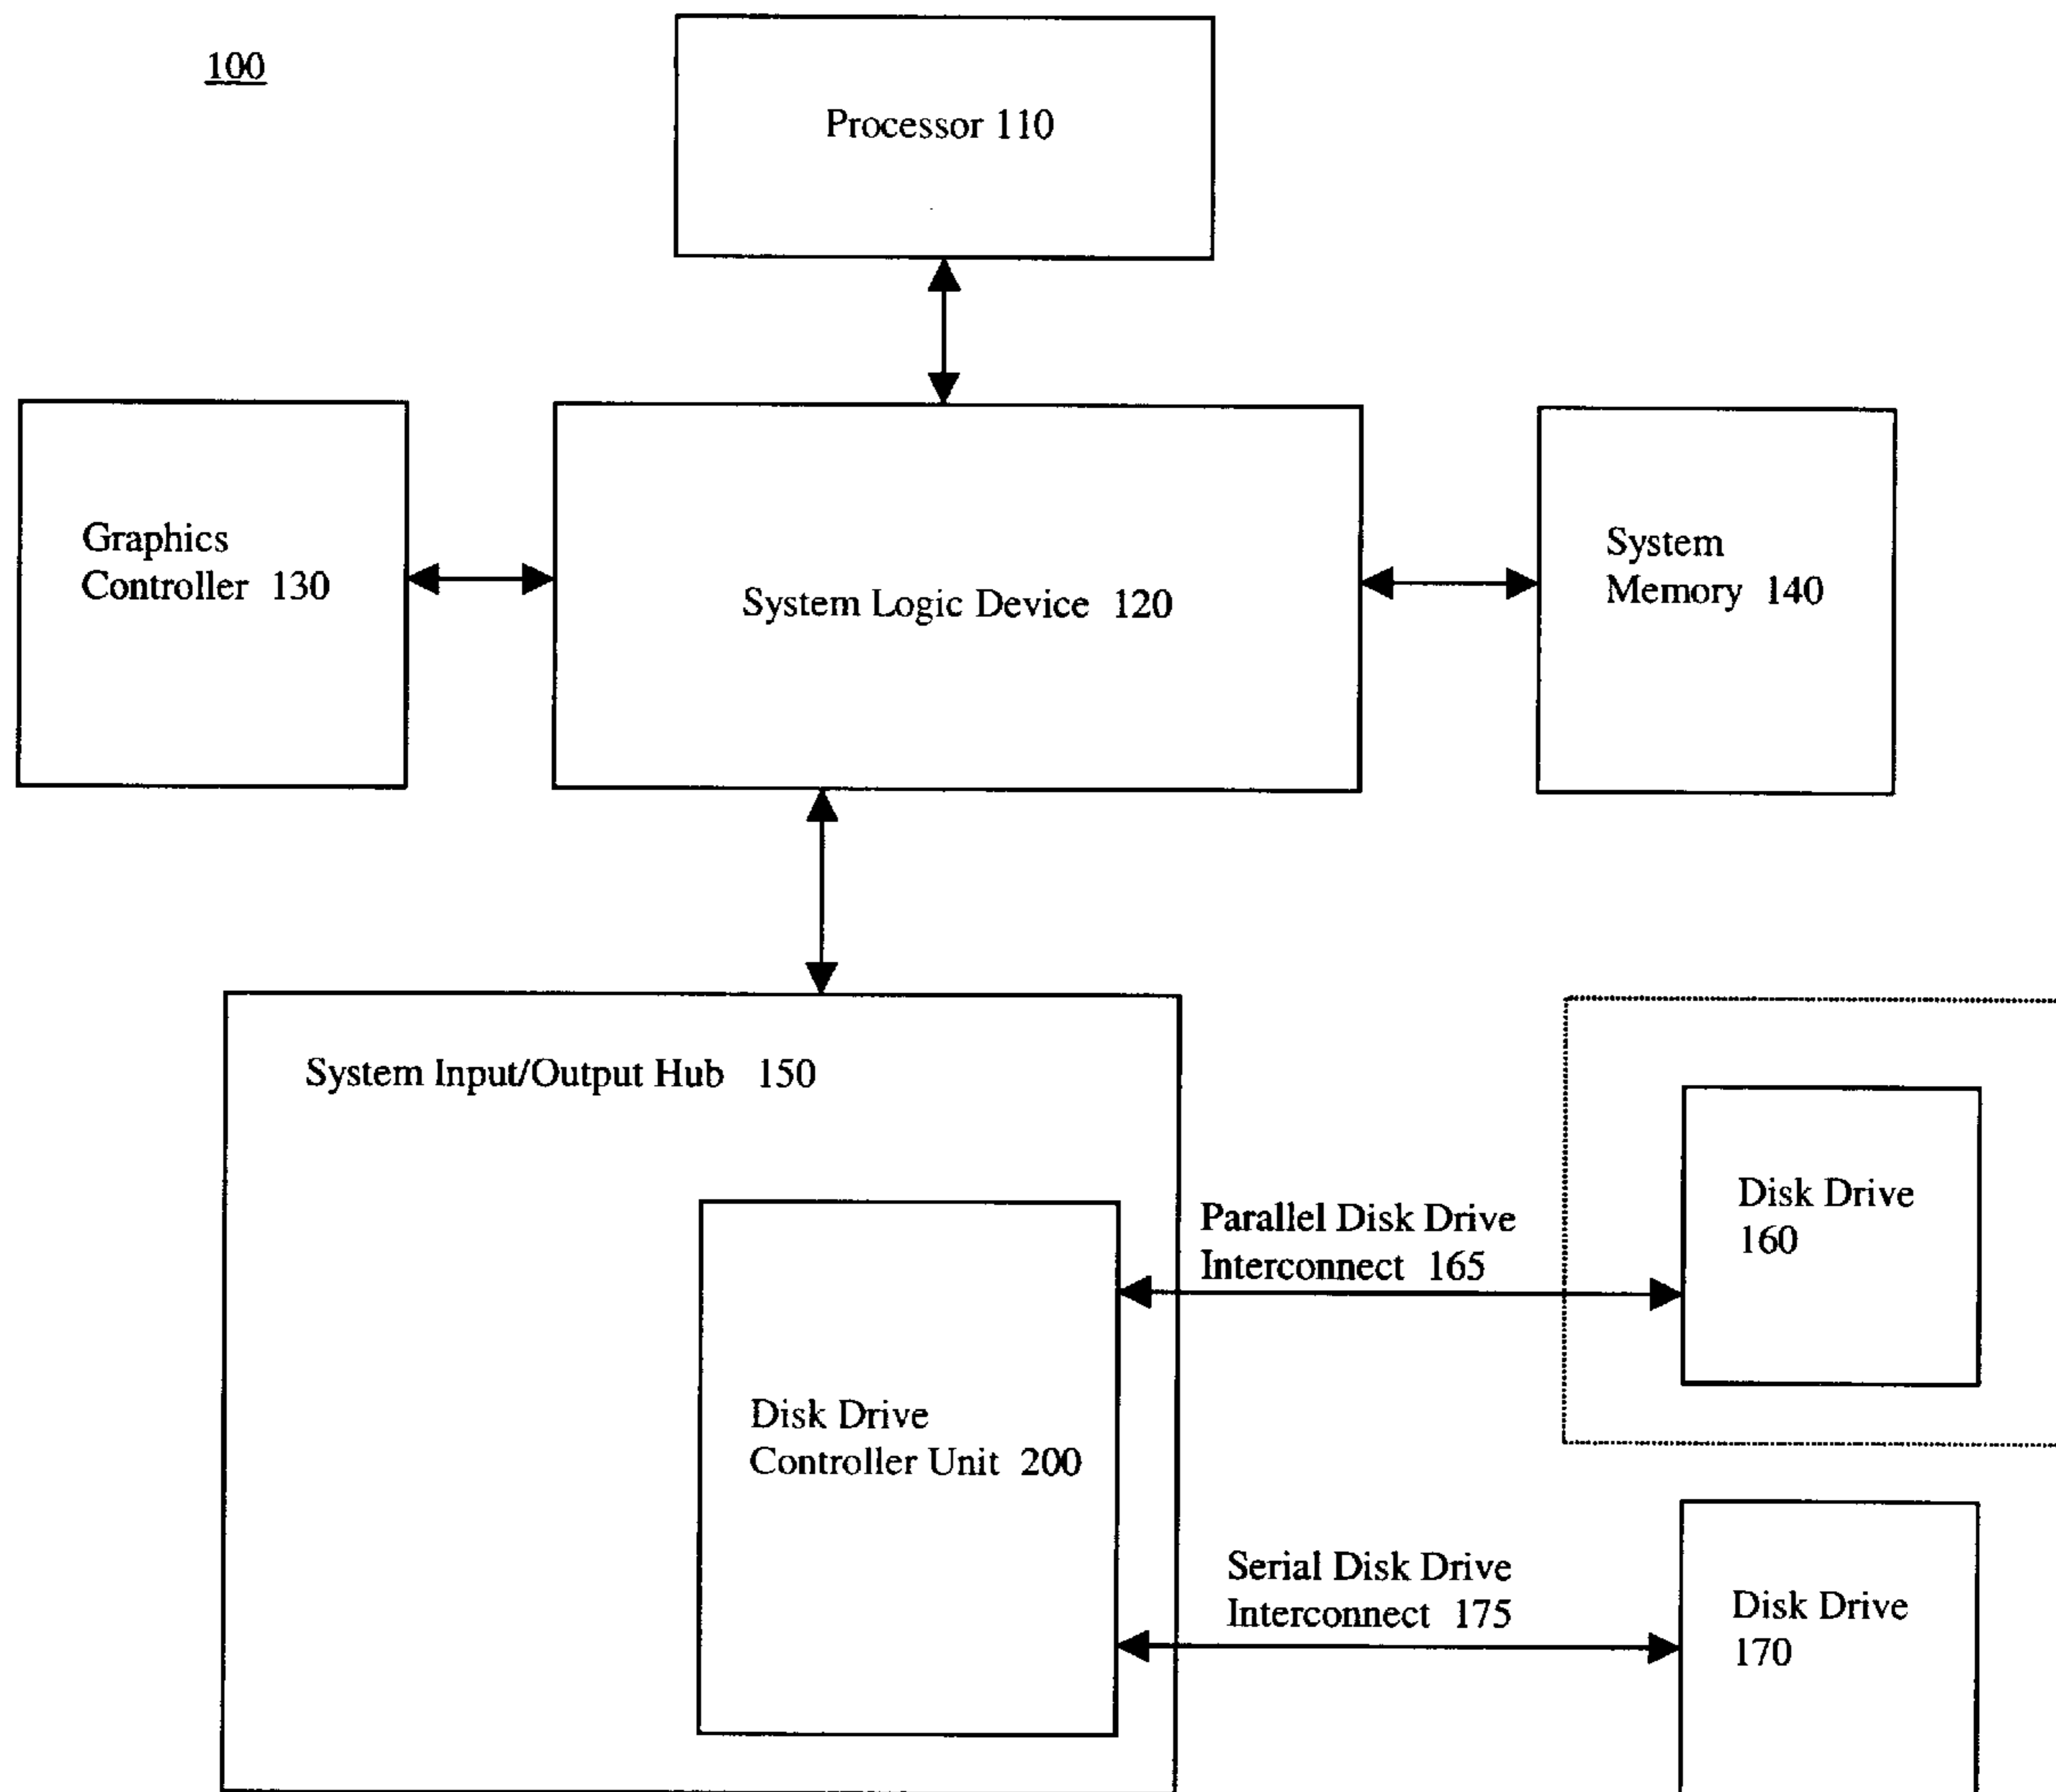 100
Processor 110
Graphics
Controller 130
System Logic Device 120
System
Memory 140
System Input/Output Hub 150
Parallel Disk Drive
Interconnect 165
Disk Drive
160
Disk Drive
Controller Unit 200
Serial Disk Drive
Interconnect 175
Disk Drive
170